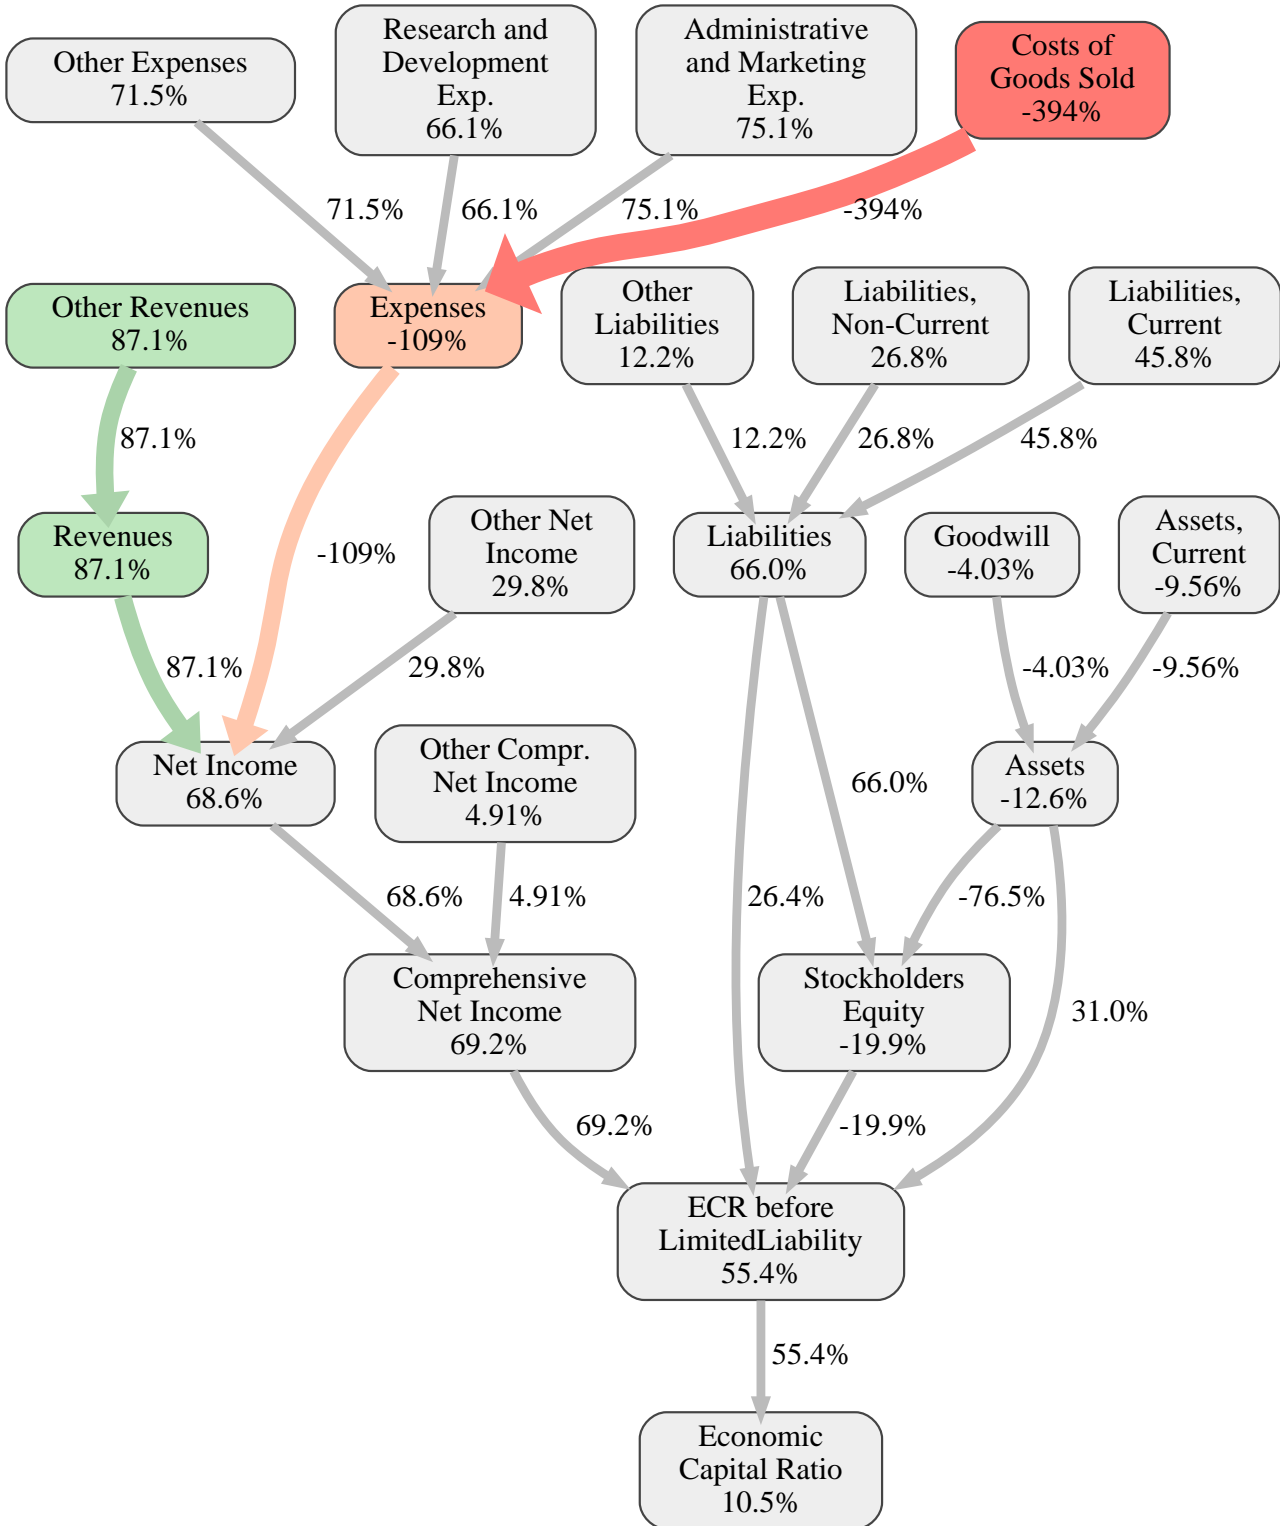 Other Expenses
71.5%
Research and
Development
Exp.
66.1%
Administrative
and Marketing
Exp.
75.1%
Costs of
Goods Sold
-394%
71.5%
66.1%
75.1%
-394%
Other Revenues
87.1%
Expenses
-109%
Other
Liabilities
12.2%
Liabilities,
Non-Current
26.8%
Liabilities,
Current
45.8%
87.1%
12.2%
26.8%
45.8%
Revenues
87.1%
-109%
Other Net
Income
29.8%
Liabilities
66.0%
Goodwill
-4.03%
Assets,
Current
-9.56%
87.1%
29.8%
-4.03%
-9.56%
Net Income
68.6%
Other Compr.
Net Income
4.91%
66.0%
Assets
-12.6%
68.6%
4.91%
26.4%
-76.5%
Comprehensive
Net Income
69.2%
Stockholders
Equity
-19.9%
31.0%
69.2%
-19.9%
ECR before
LimitedLiability
55.4%
55.4%
Economic
Capital Ratio
10.5%